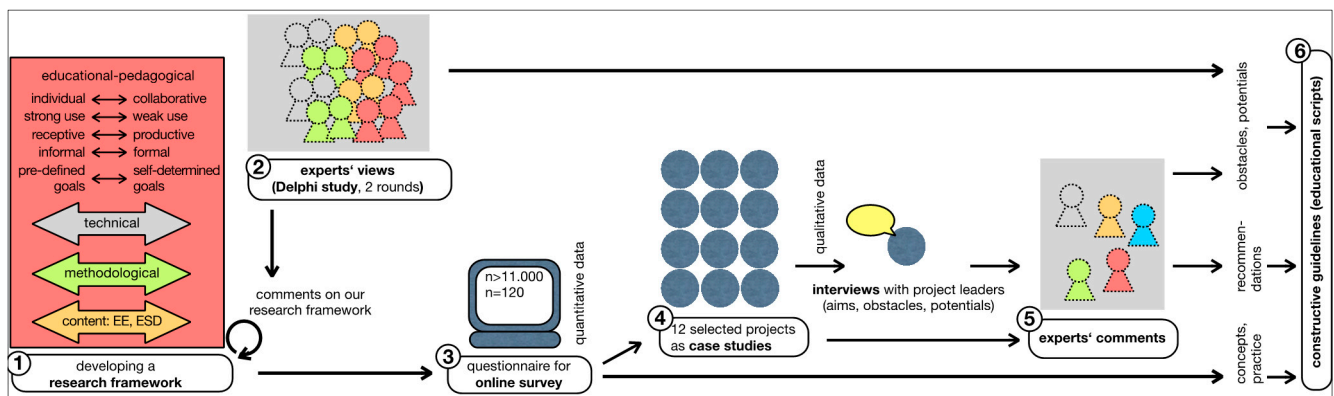 educational-pedagogical
individual collaborative
strong use weak use
receptive productive
informal formal
pre-defined self-determined
goals goals
technical
methodological
content: EE, ESD
1
developing a
research framework
2
experts‘ views
(Delphi study, 2 rounds)
comments on our
research framework
n>11.000
n=120
quantitative data
3
questionnaire for
online survey
4
12 selected projects
as case studies
qualitative data
interviews with project leaders
(aims, obstacles, potentials)
5
experts‘ comments
obstacles, potentials
recommen-
dations
concepts,
practice
6
constructive guidelines (educational scripts)